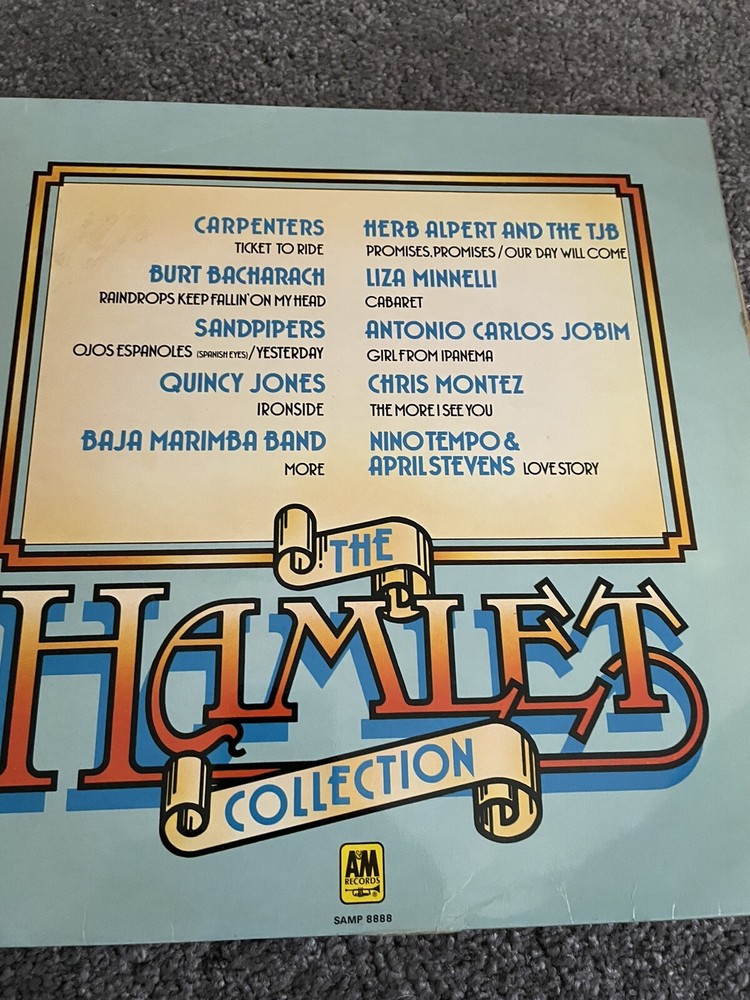 CARPENTERS
TICKET TO RIDE
BURT BACHARACH
RAINDROPS KEEP FALLIN' ON MY HEAD
SANDPIPERS
OJOS ESPANOLES (SPANISH EYES) / YESTERDAY
QUINCY JONES
IRONSIDE
BAJA MARIMBA BAND
MORE
HERB ALPERT AND THE TJB
PROMISES, PROMISES / OUR DAY WILL COME
LIZA MINNELLI
CABARET
ANTONIO CARLOS JOBIM
GIRL FROM IPANEMA
CHRIS MONTEZ
THE MORE I SEE YOU
NINO TEMPO &
APRIL STEVENS LOVE STORY
THE
HAMLET
COLLECTION
A&M
RECORDS
®
SAMP 8888